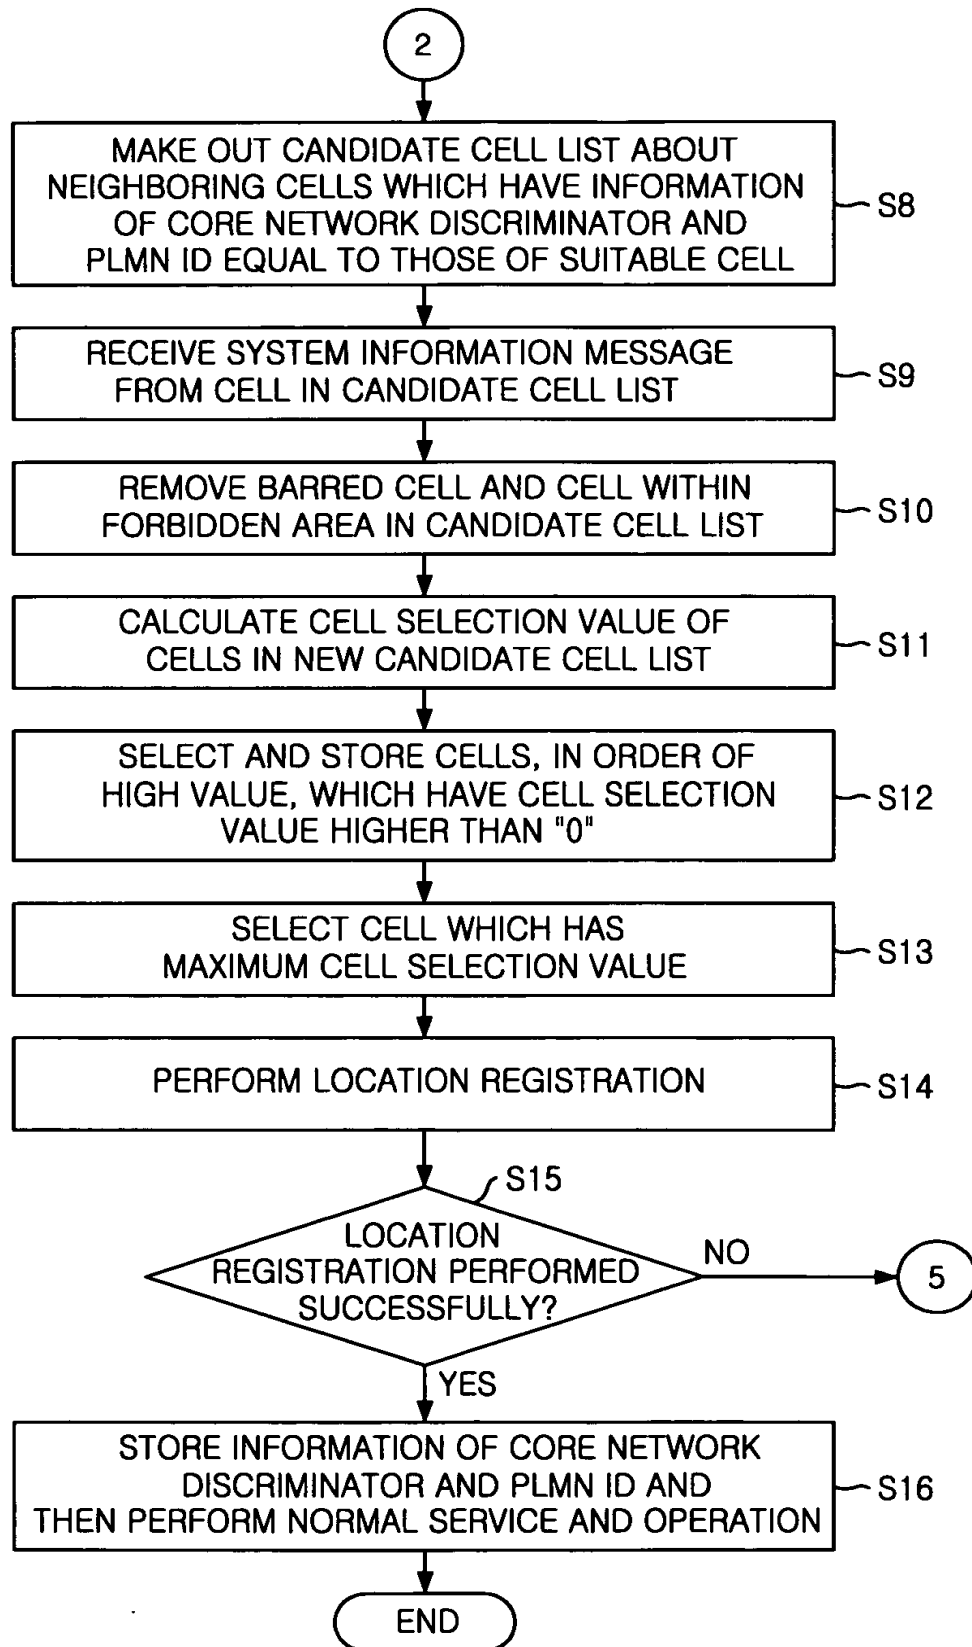 2
MAKE OUT CANDIDATE CELL LIST ABOUT
NEIGHBORING CELLS WHICH HAVE INFORMATION
OF CORE NETWORK DISCRIMINATOR AND
PLMN ID EQUAL TO THOSE OF SUITABLE CELL
S8
RECEIVE SYSTEM INFORMATION MESSAGE
FROM CELL IN CANDIDATE CELL LIST
S9
REMOVE BARRED CELL AND CELL WITHIN
FORBIDDEN AREA IN CANDIDATE CELL LIST
S10
CALCULATE CELL SELECTION VALUE OF
CELLS IN NEW CANDIDATE CELL LIST
S11
SELECT AND STORE CELLS, IN ORDER OF
HIGH VALUE, WHICH HAVE CELL SELECTION
VALUE HIGHER THAN "0"
S12
SELECT CELL WHICH HAS
MAXIMUM CELL SELECTION VALUE
S13
PERFORM LOCATION REGISTRATION
S14
S15
LOCATION
REGISTRATION PERFORMED
SUCCESSFULLY?
NO
5
YES
STORE INFORMATION OF CORE NETWORK
DISCRIMINATOR AND PLMN ID AND
THEN PERFORM NORMAL SERVICE AND OPERATION
S16
END